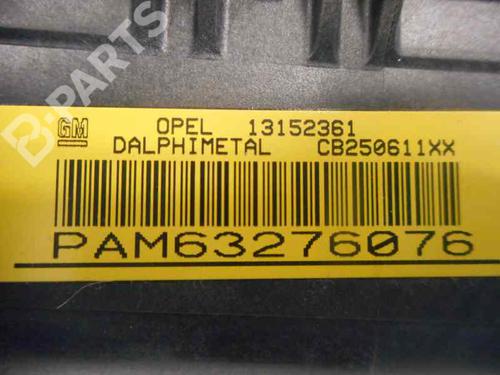 B-PARTS
GM OPEL 13152361
DALPHIMETAL CB250611XX
PAM63276076